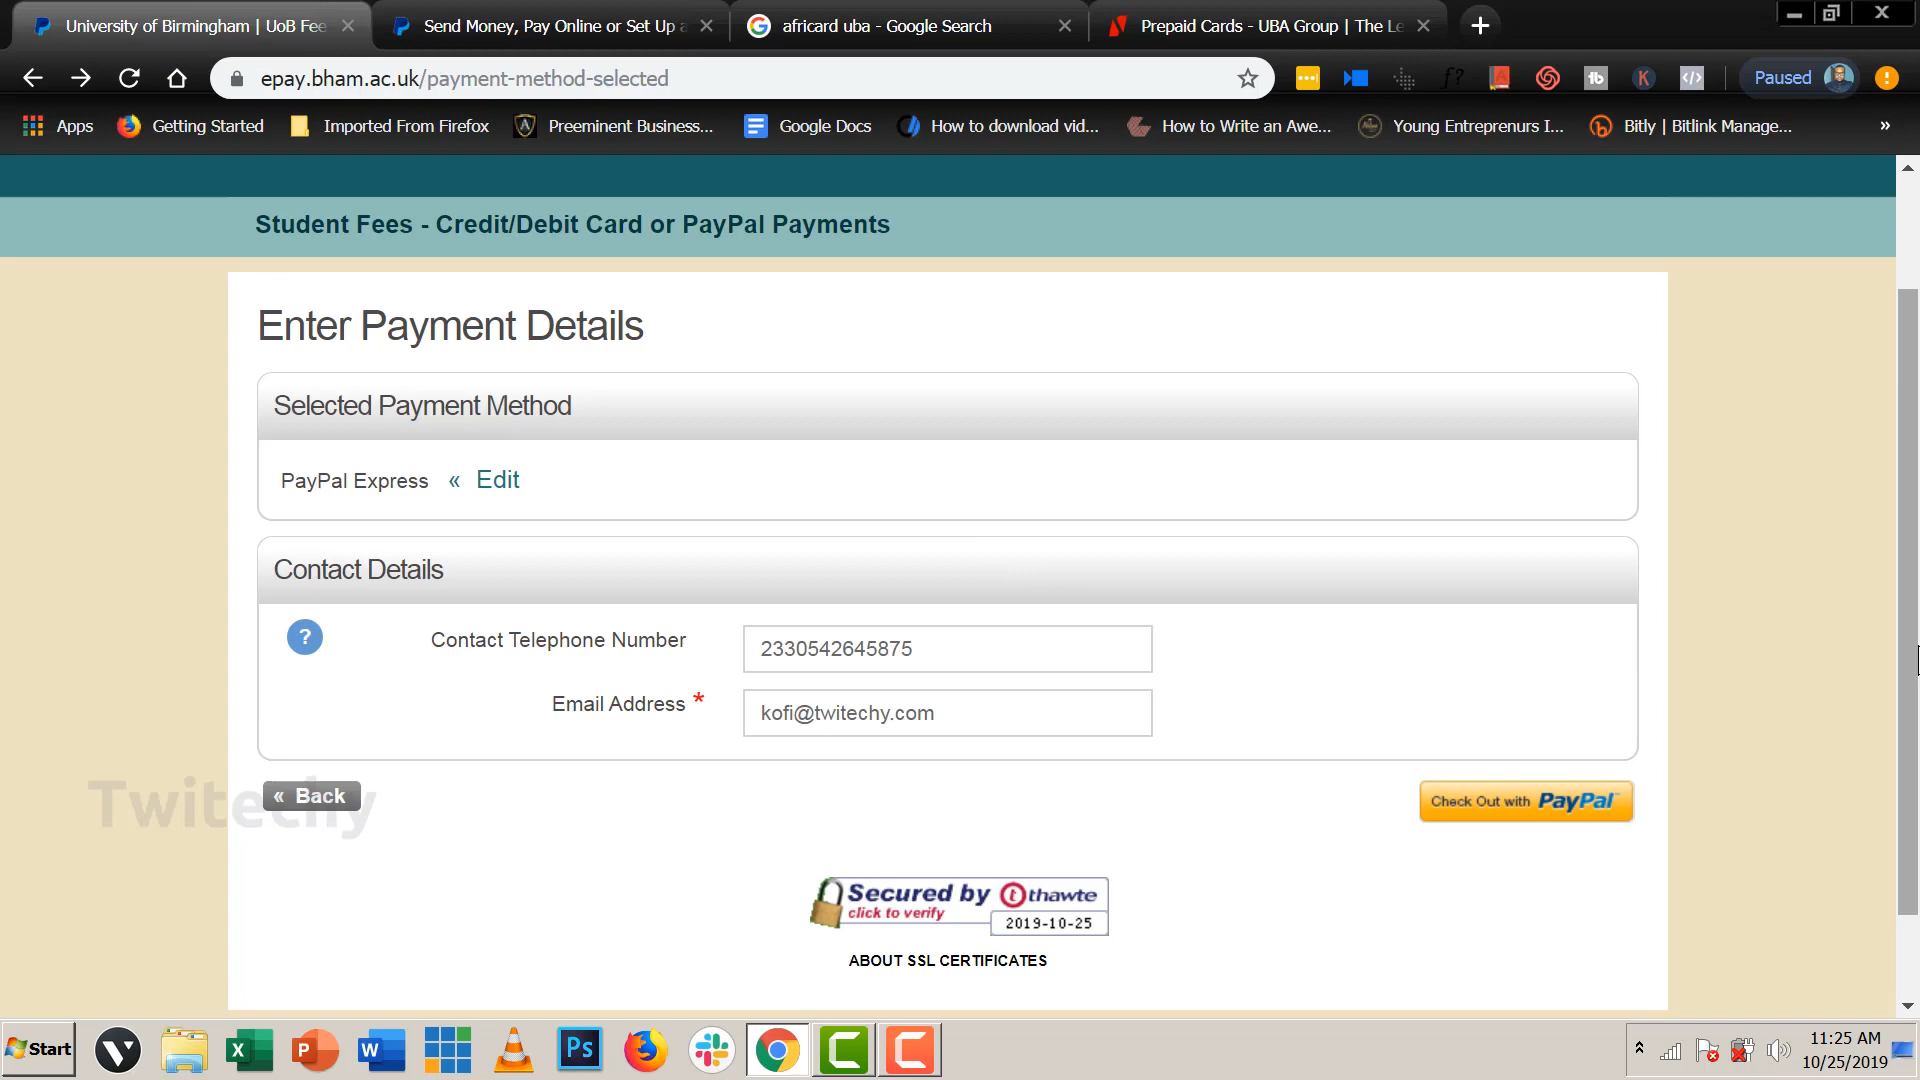 University of Birmingham | UoB Fee
Send Money, Pay Online or Set Up a
africard uba - Google Search
Prepaid Cards - UBA Group | The Le
epay.bham.ac.uk/payment-method-selected
f?
tb
K
</>
Paused
Apps
Getting Started
Imported From Firefox
Preeminent Business...
Google Docs
How to download vid...
How to Write an Awe...
Young Entreprenurs I...
Bitly | Bitlink Manage...
»
Student Fees - Credit/Debit Card or PayPal Payments
Enter Payment Details
Selected Payment Method
PayPal Express « Edit
Contact Details
? Contact Telephone Number 2330542645875
Email Address * kofi@twitechy.com
Twitechy
« Back
Check Out with PayPal™
Secured by thawte
click to verify
2019-10-25
ABOUT SSL CERTIFICATES
Start
X
P
W
Ps
11:25 AM
10/25/2019